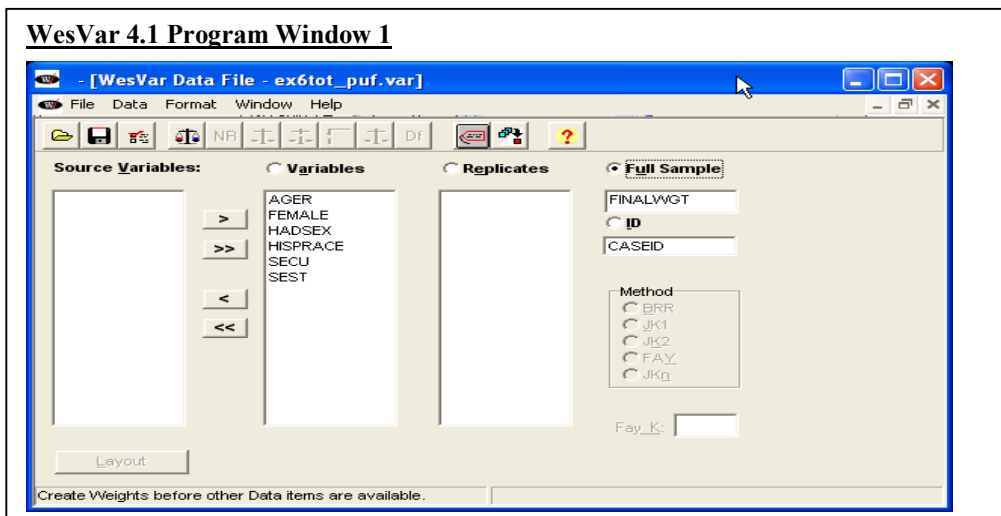 WesVar 4.1 Program Window 1
W - [WesVar Data File - ex6tot_puf.var]
File Data Format Window Help
NR Df ?
Source Variables: Variables Replicates Full Sample
AGER
FEMALE
HADSEX
HISPRACE
SECU
SEST
>
>>
<
<<
FINALWGT
ID
CASEID
Method
BRR
JK1
JK2
FAY
JKn
Fay_K:
Layout
Create Weights before other Data items are available.